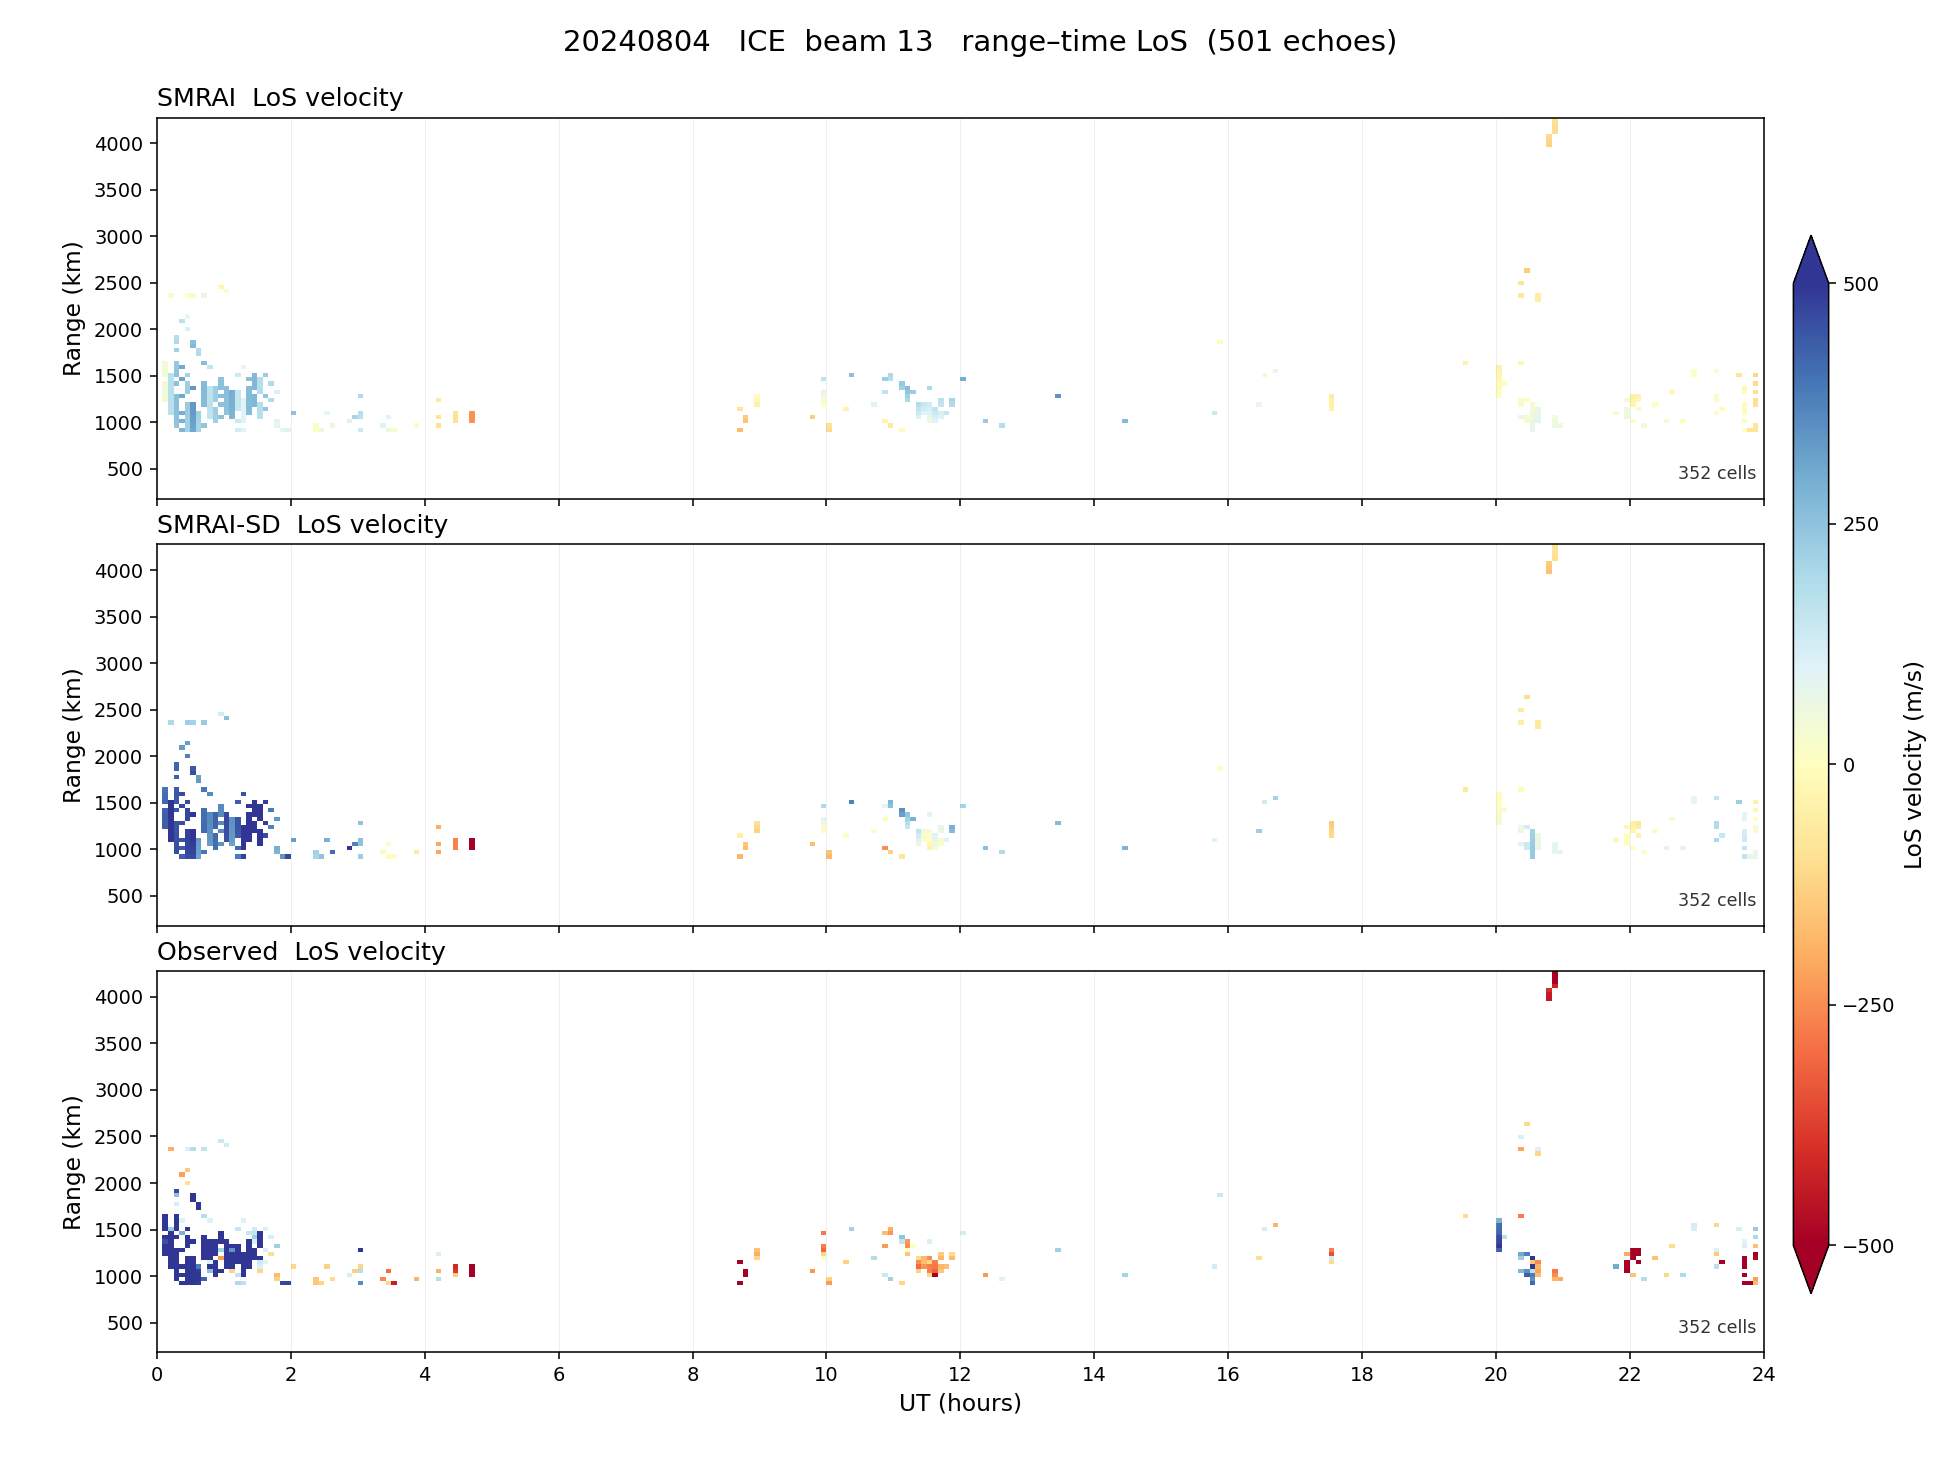 20240804 ICE beam 13 range–time LoS (501 echoes)
SMRAI LoS velocity
4000
3500
3000
2500
2000
1500
1000
500
Range (km)
352 cells
SMRAI-SD LoS velocity
4000
3500
3000
2500
2000
1500
1000
500
Range (km)
352 cells
Observed LoS velocity
4000
3500
3000
2500
2000
1500
1000
500
Range (km)
352 cells
0 2 4 6 8 10 12 14 16 18 20 22 24
UT (hours)
500
250
0
−250
−500
LoS velocity (m/s)